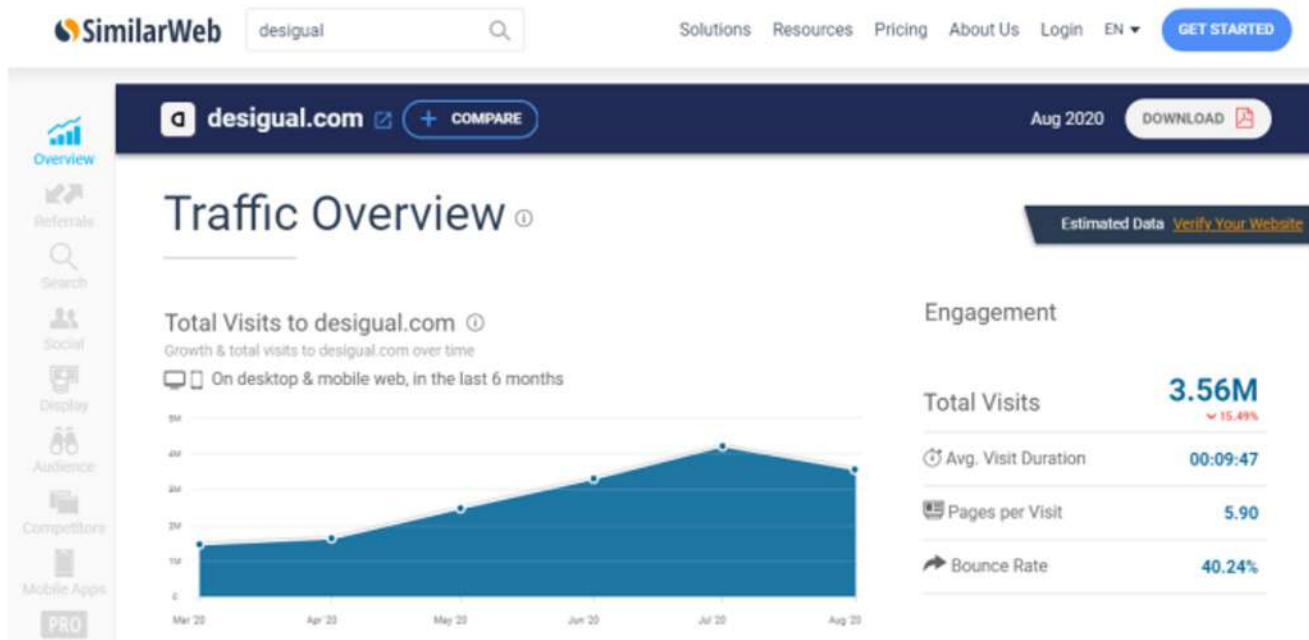 SimilarWeb
desigual
Solutions Resources Pricing About Us Login EN GET STARTED
desigual.com + COMPARE
Aug 2020 DOWNLOAD
Overview
Referrals
Search
Social
Display
Audience
Competitors
Mobile Apps
PRO
Traffic Overview
Estimated Data Verify Your Website
Total Visits to desigual.com
Growth & total visits to desigual.com over time
On desktop & mobile web, in the last 6 months
5M
4M
3M
2M
1M
0
Mar'20 Apr'20 May'20 Jun'20 Jul'20 Aug'20
Engagement
Total Visits 3.56M
15.49%
Avg. Visit Duration 00:09:47
Pages per Visit 5.90
Bounce Rate 40.24%